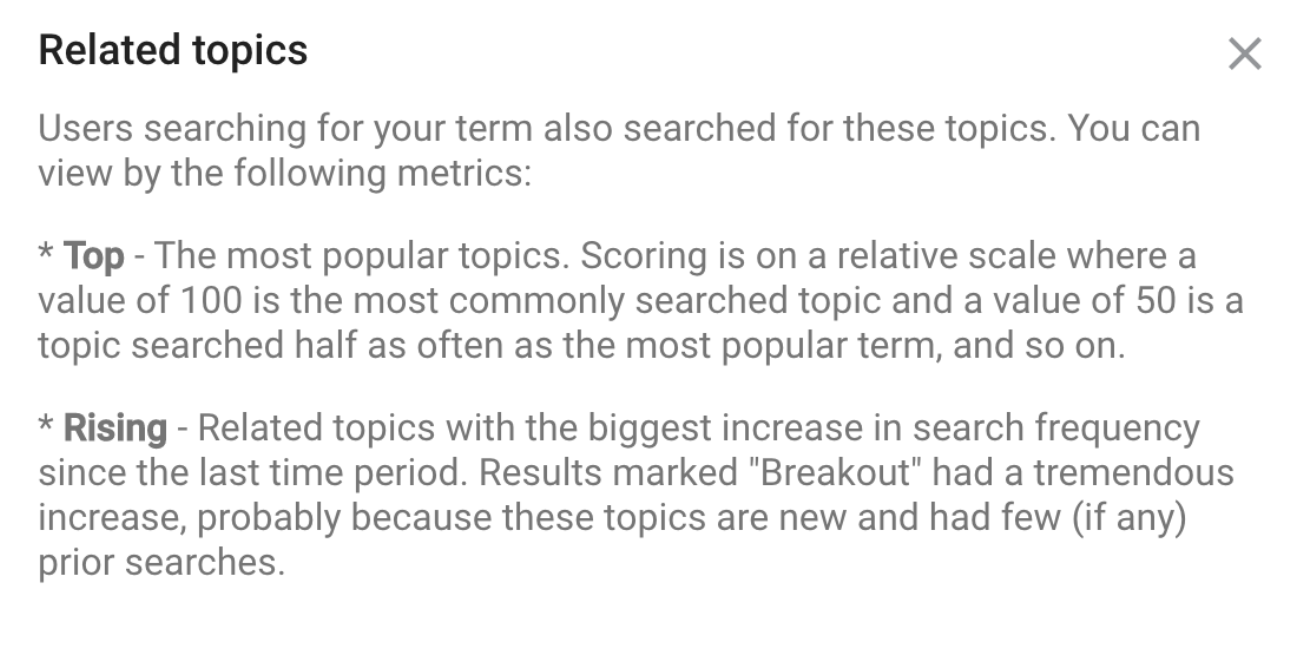 Related topics
Users searching for your term also searched for these topics. You can
view by the following metrics:
* Top - The most popular topics. Scoring is on a relative scale where a
value of 100 is the most commonly searched topic and a value of 50 is a
topic searched half as often as the most popular term, and so on.
* Rising - Related topics with the biggest increase in search frequency
since the last time period. Results marked "Breakout" had a tremendous
increase, probably because these topics are new and had few (if any)
prior searches.